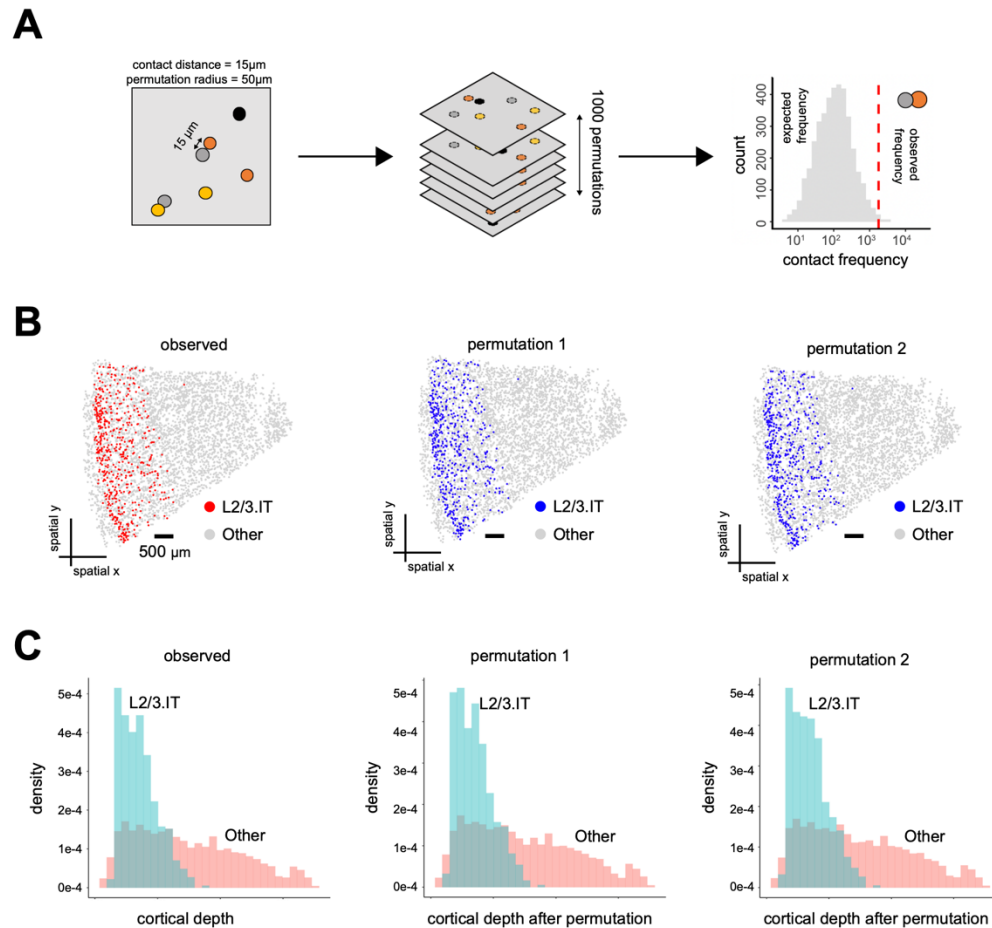 A
contact distance = 15µm
permutation radius = 50µm
15 µm
1000 permutations
expected
frequency
observed
frequency
count
0
100
200
300
400
10¹
10²
10³
10⁴
contact frequency
B
observed
permutation 1
permutation 2
L2/3.IT
Other
500 µm
spatial y
spatial x
L2/3.IT
Other
spatial y
spatial x
L2/3.IT
Other
spatial y
spatial x
C
observed
permutation 1
permutation 2
density
5e-4
4e-4
3e-4
2e-4
1e-4
0e-4
L2/3.IT
Other
cortical depth
density
5e-4
4e-4
3e-4
2e-4
1e-4
0e-4
L2/3.IT
Other
cortical depth after permutation
density
5e-4
4e-4
3e-4
2e-4
1e-4
0e-4
L2/3.IT
Other
cortical depth after permutation